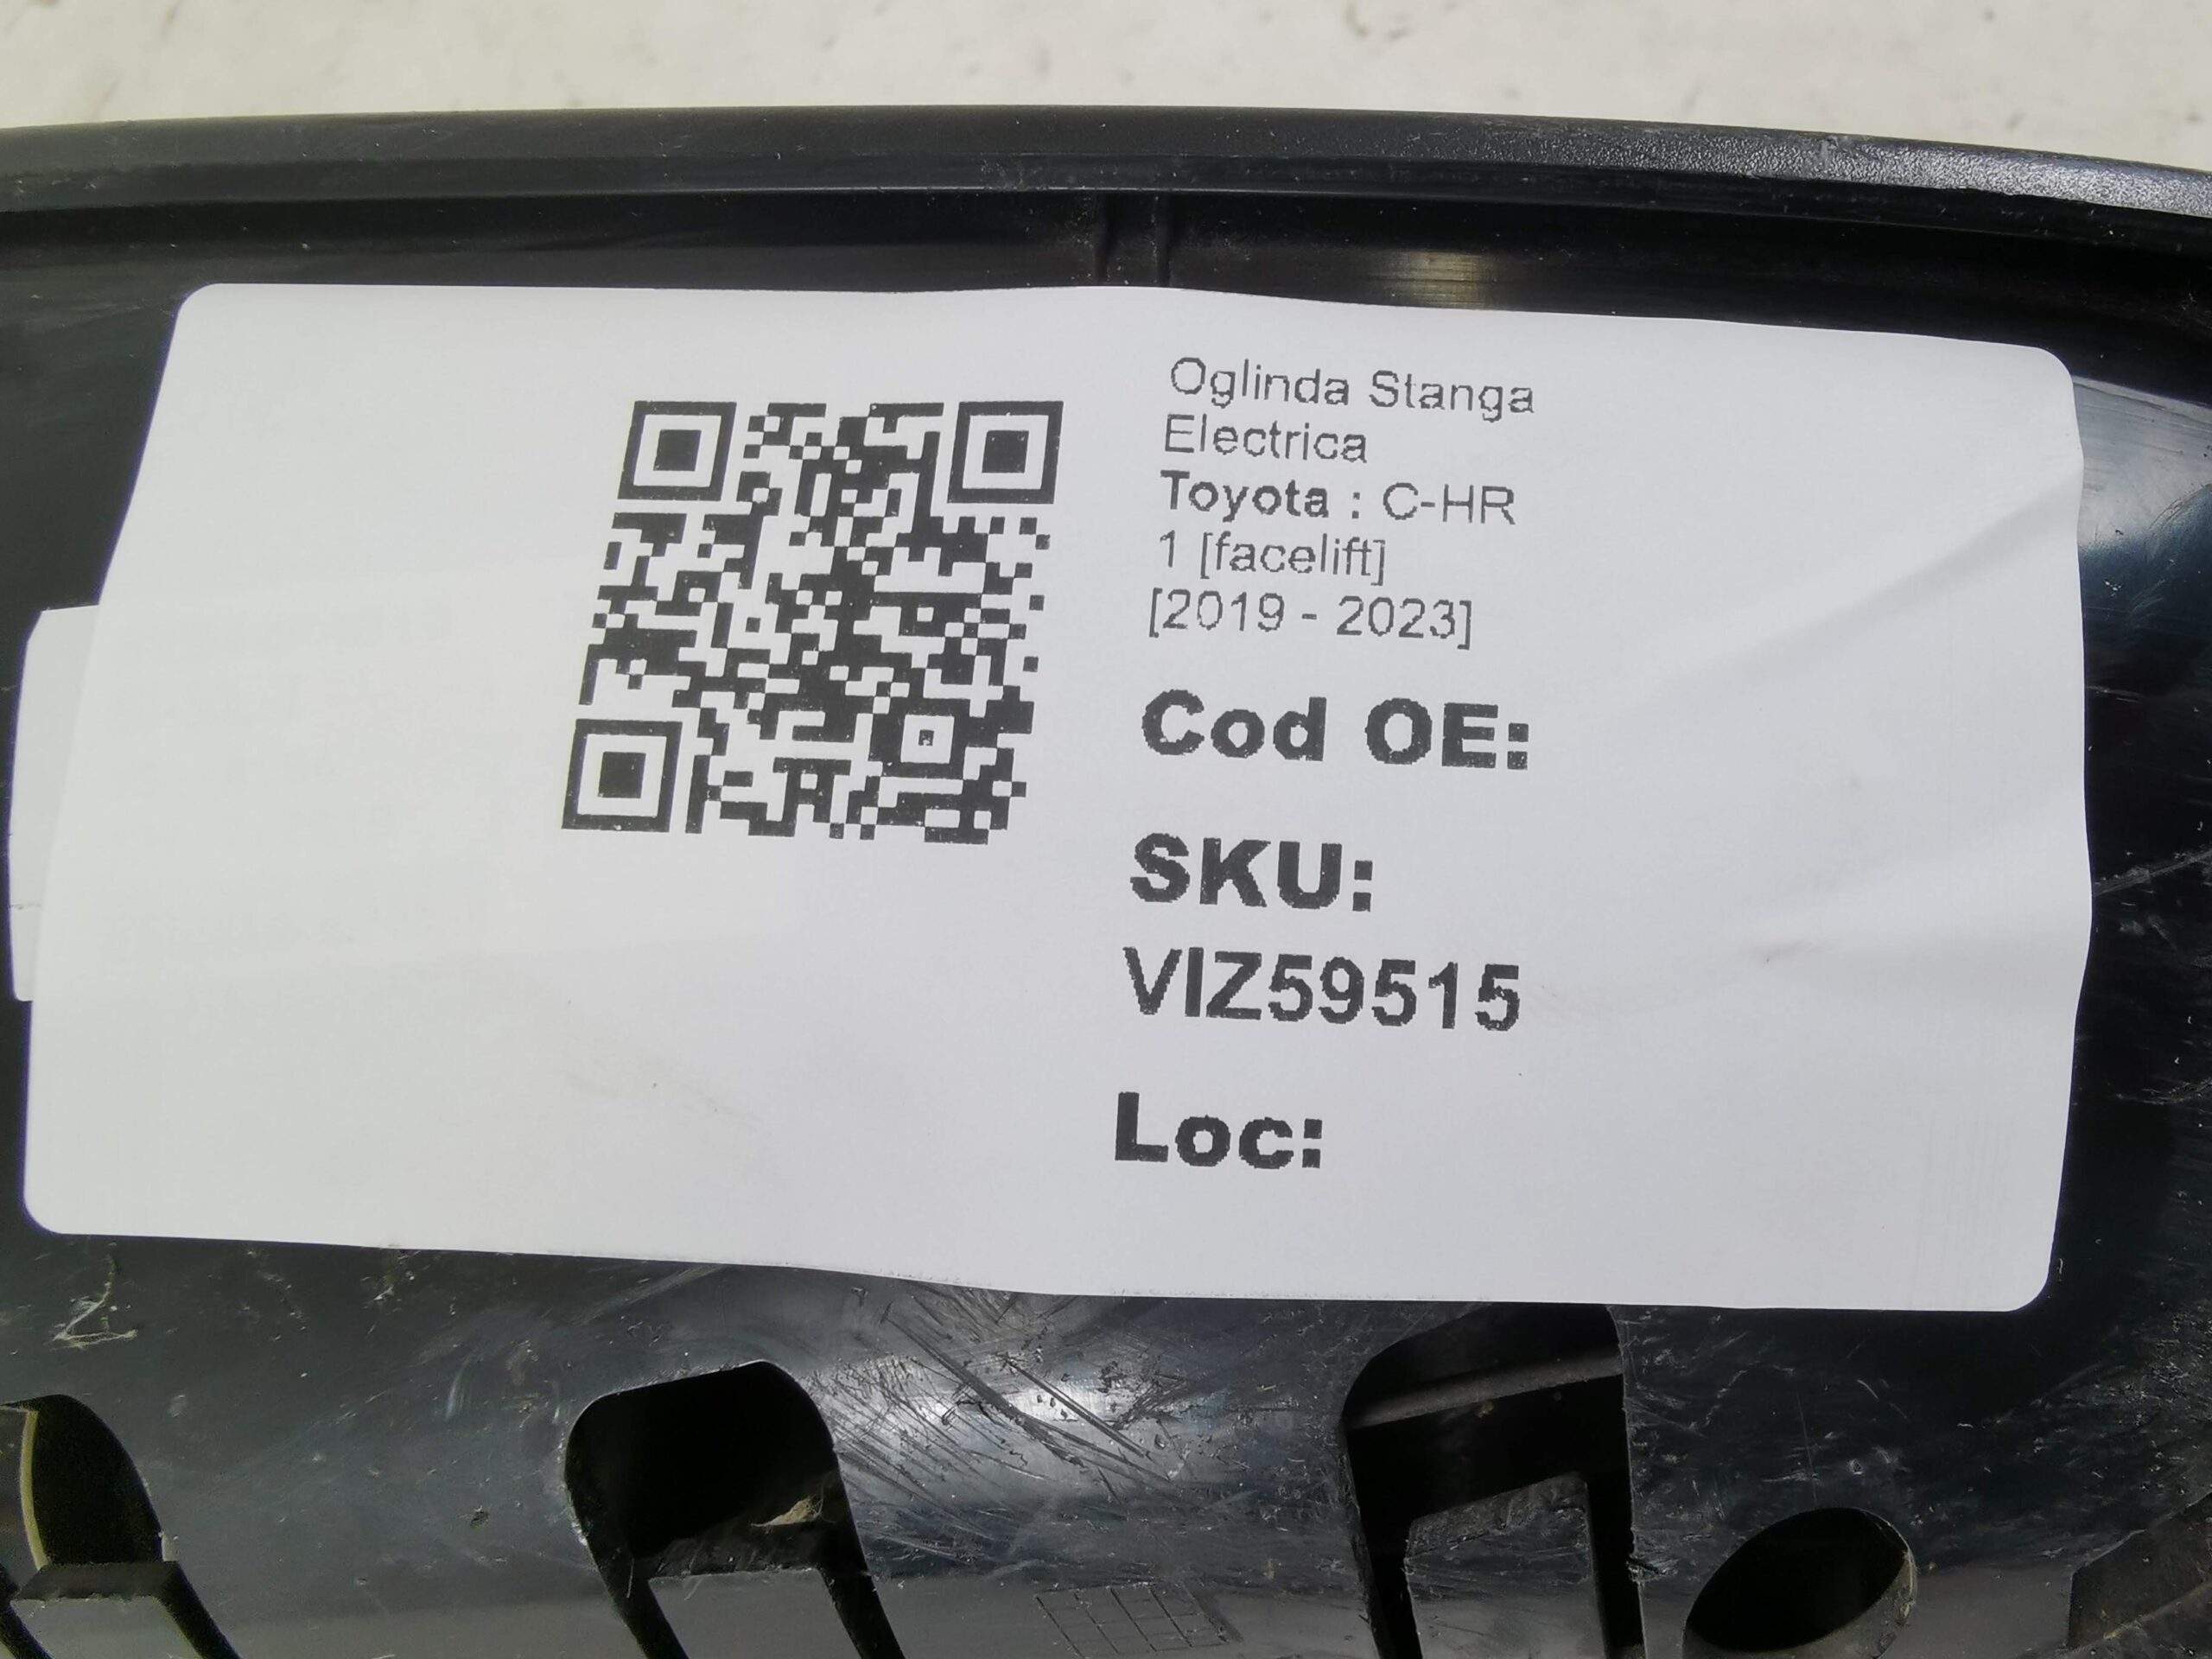 Oglinda Stanga
Electrica
Toyota : C-HR
1 [facelift]
[2019 - 2023]
Cod OE:
SKU:
VIZ59515
Loc: